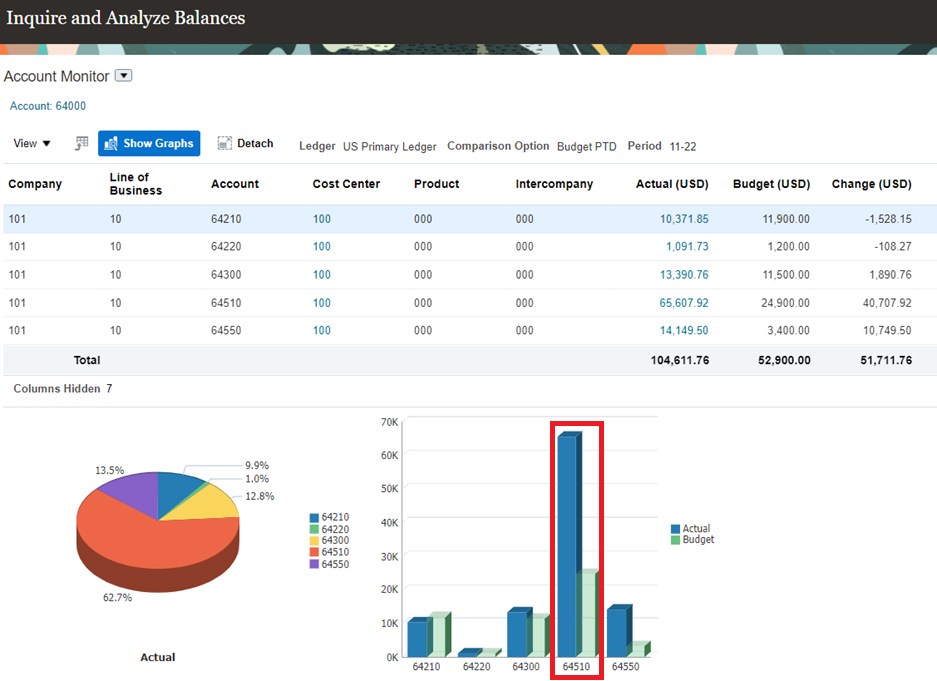 Inquire and Analyze Balances
Account Monitor
Account: 64000
View Show Graphs Detach Ledger US Primary Ledger Comparison Option Budget PTD Period 11-22
Company Line of Business Account Cost Center Product Intercompany Actual (USD) Budget (USD) Change (USD)
101 10 64210 100 000 000 10,371.85 11,900.00 -1,528.15
101 10 64220 100 000 000 1,091.73 1,200.00 -108.27
101 10 64300 100 000 000 13,390.76 11,500.00 1,890.76
101 10 64510 100 000 000 65,607.92 24,900.00 40,707.92
101 10 64550 100 000 000 14,149.50 3,400.00 10,749.50
Total 104,611.76 52,900.00 51,711.76
Columns Hidden 7
13.5%
9.9%
1.0%
12.8%
62.7%
Actual
64210
64220
64300
64510
64550
70K
60K
50K
40K
30K
20K
10K
0K
64210 64220 64300 64510 64550
Actual
Budget